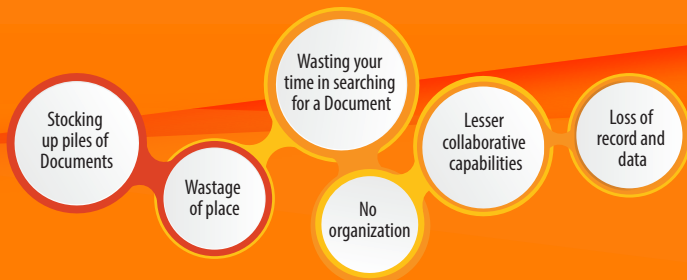 Stocking
up piles of
Documents
Wastage
of place
Wasting your
time in searching
for a Document
No
organization
Lesser
collaborative
capabilities
Loss of
record and
data